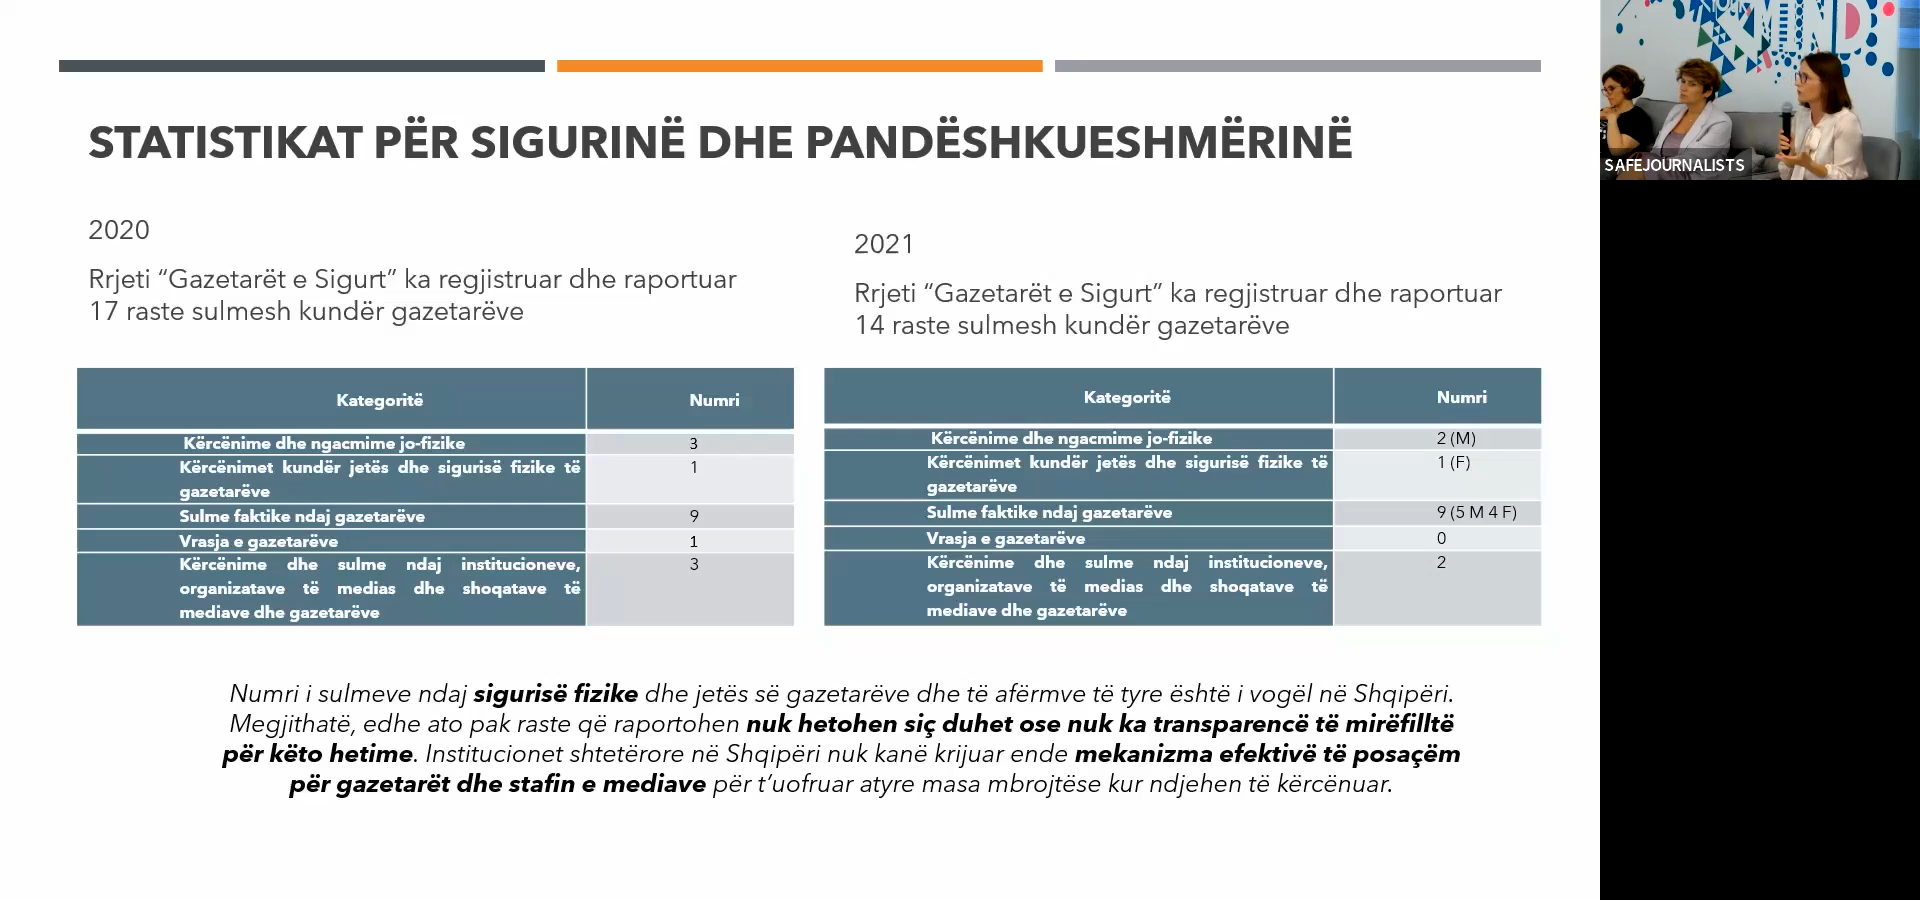 STATISTIKAT PËR SIGURINË DHE PANDËSHKUESHMËRINË
2020
Rrjeti “Gazetarët e Sigurt” ka regjistruar dhe raportuar
17 raste sulmesh kundër gazetarëve
Kategoritë Numri
Kërcënime dhe ngacmime jo-fizike 3
Kërcënimet kundër jetës dhe sigurisë fizike të 1
gazetarëve
Sulme faktike ndaj gazetarëve 9
Vrasja e gazetarëve 1
Kërcënime dhe sulme ndaj institucioneve, 3
organizatave të medias dhe shoqatave të
mediave dhe gazetarëve
2021
Rrjeti “Gazetarët e Sigurt” ka regjistruar dhe raportuar
14 raste sulmesh kundër gazetarëve
Kategoritë Numri
Kërcënime dhe ngacmime jo-fizike 2 (M)
Kërcënimet kundër jetës dhe sigurisë fizike të 1 (F)
gazetarëve
Sulme faktike ndaj gazetarëve 9 (5 M 4 F)
Vrasja e gazetarëve 0
Kërcënime dhe sulme ndaj institucioneve, 2
organizatave të medias dhe shoqatave të
mediave dhe gazetarëve
Numri i sulmeve ndaj sigurisë fizike dhe jetës së gazetarëve dhe të afërmve të tyre është i vogël në Shqipëri.
Megjithatë, edhe ato pak raste që raportohen nuk hetohen siç duhet ose nuk ka transparencë të mirëfilltë
për këto hetime. Institucionet shtetërore në Shqipëri nuk kanë krijuar ende mekanizma efektivë të posaçëm
për gazetarët dhe stafin e mediave për t’uofruar atyre masa mbrojtëse kur ndjehen të kërcënuar.
SAFEJOURNALISTS